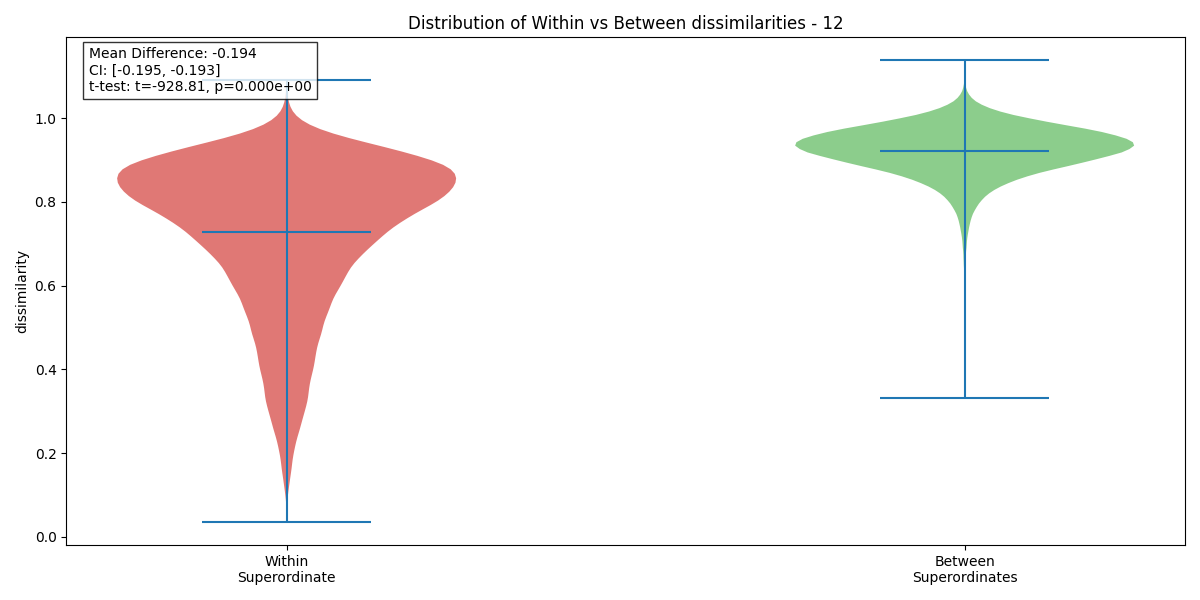 Distribution of Within vs Between dissimilarities - 12
Mean Difference: -0.194
CI: [-0.195, -0.193]
t-test: t=-928.81, p=0.000e+00
dissimilarity
1.0
0.8
0.6
0.4
0.2
0.0
Within
Superordinate
Between
Superordinates